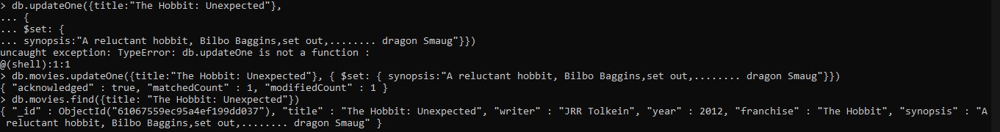 > db.updateOne({title:"The Hobbit: Unexpected"},
... {
... $set: {
... synopsis:"A reluctant hobbit, Bilbo Baggins,set out,........ dragon Smaug"}})
uncaught exception: TypeError: db.updateOne is not a function :
@(shell):1:1
> db.movies.updateOne({title:"The Hobbit: Unexpected"}, { $set: { synopsis:"A reluctant hobbit, Bilbo Baggins,set out,........ dragon Smaug"}})
{ "acknowledged" : true, "matchedCount" : 1, "modifiedCount" : 1 }
> db.movies.find({title: "The Hobbit: Unexpected"})
{ "_id" : ObjectId("61067559ec95a4ef199dd037"), "title" : "The Hobbit: Unexpected", "writer" : "JRR Tolkein", "year" : 2012, "franchise" : "The Hobbit", "synopsis" : "A
 reluctant hobbit, Bilbo Baggins,set out,........ dragon Smaug" }